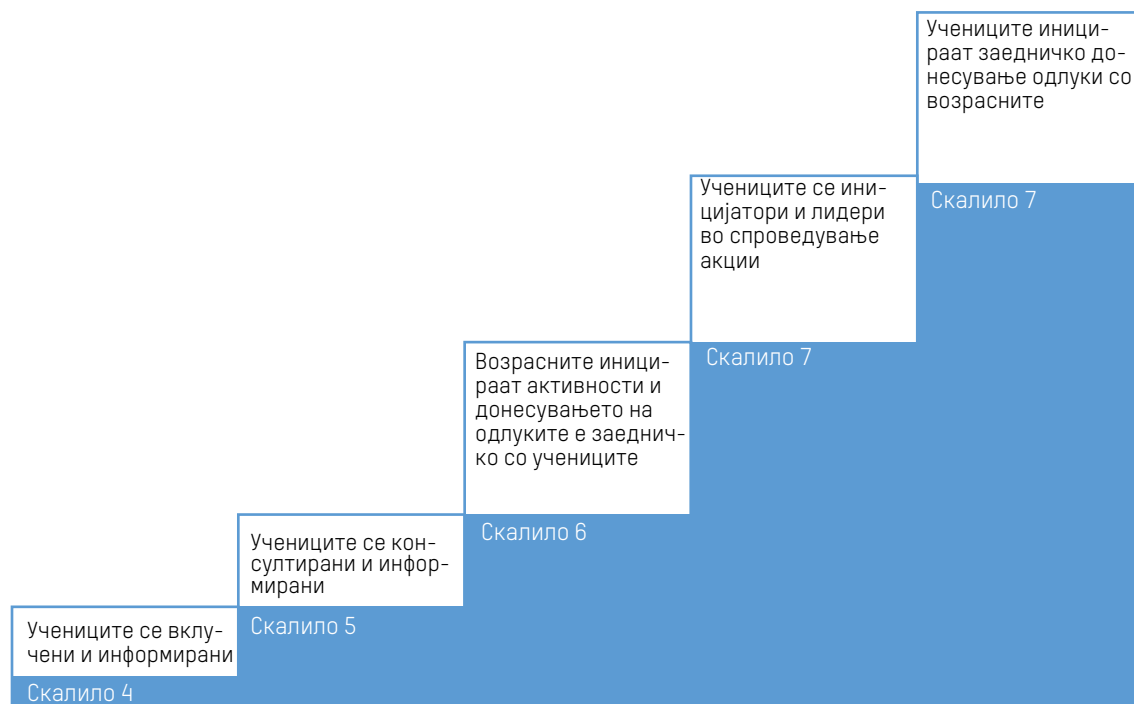 Учениците иници-
раат заедничко до-
несување одлуки со
возрасните
Скалило 7
Учениците се ини-
цијатори и лидери
во спроведување
акции
Скалило 7
Возрасните иници-
раат активности и
донесувањето на
одлуките е заеднич-
ко со учениците
Скалило 6
Учениците се кон-
султирани и инфор-
мирани
Скалило 5
Учениците се вклу-
чени и информирани
Скалило 4